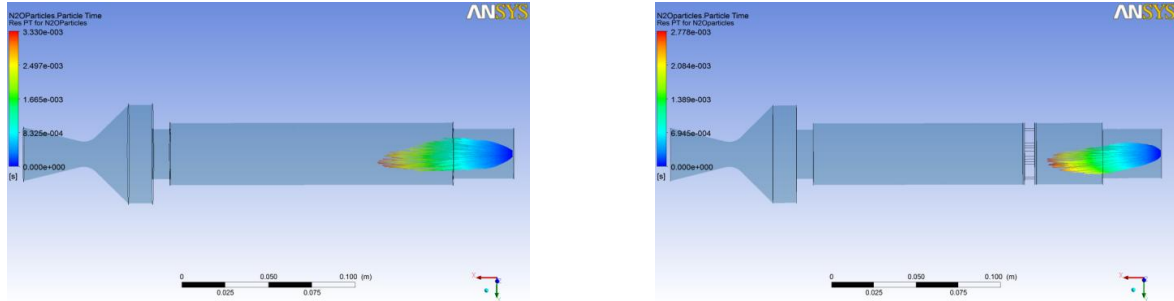 N2OParticles.Particle Time
Res PT for N2OParticles
3.330e-003
2.497e-003
1.665e-003
8.325e-004
0.000e+000
[s]
ANSYS
0 0.050 0.100 (m)
0.025 0.075
N2Oparticles.Particle Time
Res PT for N2Oparticles
2.778e-003
2.084e-003
1.389e-003
6.945e-004
0.000e+000
[s]
ANSYS
0 0.050 0.100 (m)
0.025 0.075